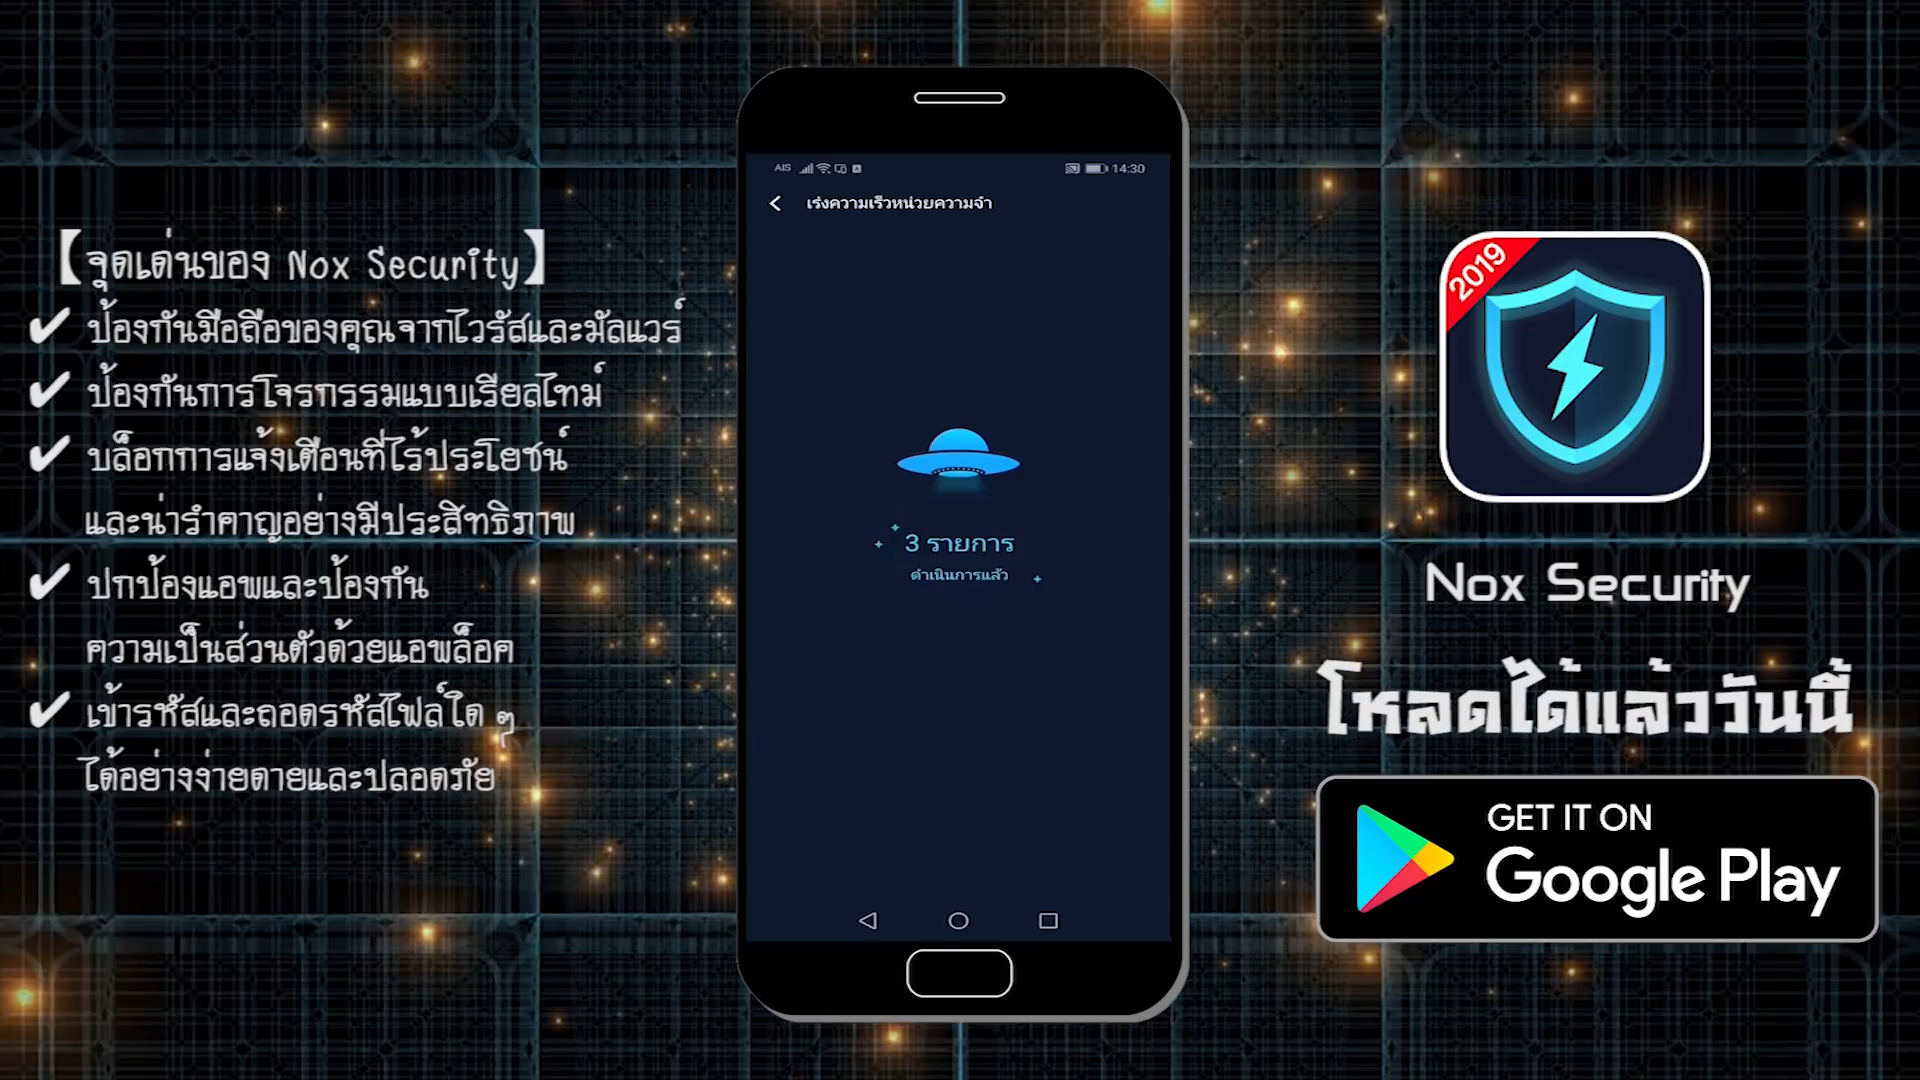 【จุดเด่นของ Nox Security】
✔ ป้องกันมือถือของคุณจากไวรัสและมัลแวร์
✔ ป้องกันการโจรกรรมแบบเรียลไทม์
✔ บล็อกการแจ้งเตือนที่ไร้ประโยชน์
และน่ารำคาญอย่างมีประสิทธิภาพ
✔ ปกป้องแอพและป้องกัน
ความเป็นส่วนตัวด้วยแอพล็อค
✔ เข้ารหัสและถอดรหัสไฟล์ใด ๆ
ได้อย่างง่ายดายและปลอดภัย
AIS 14:30
เร่งความเร็วหน่วยความจำ
3 รายการ
ดำเนินการแล้ว
2019
Nox Security
โหลดได้แล้ววันนี้
GET IT ON
Google Play